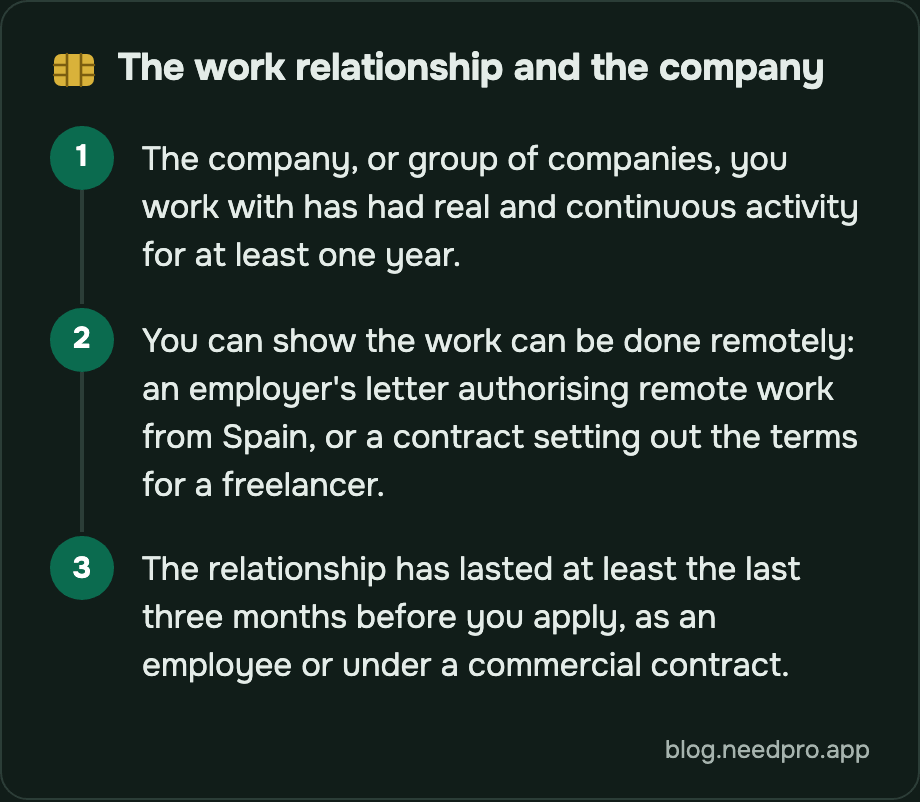 The work relationship and the company
1
The company, or group of companies, you
work with has had real and continuous activity
for at least one year.
2
You can show the work can be done remotely:
an employer's letter authorising remote work
from Spain, or a contract setting out the terms
for a freelancer.
3
The relationship has lasted at least the last
three months before you apply, as an
employee or under a commercial contract.
blog.needpro.app